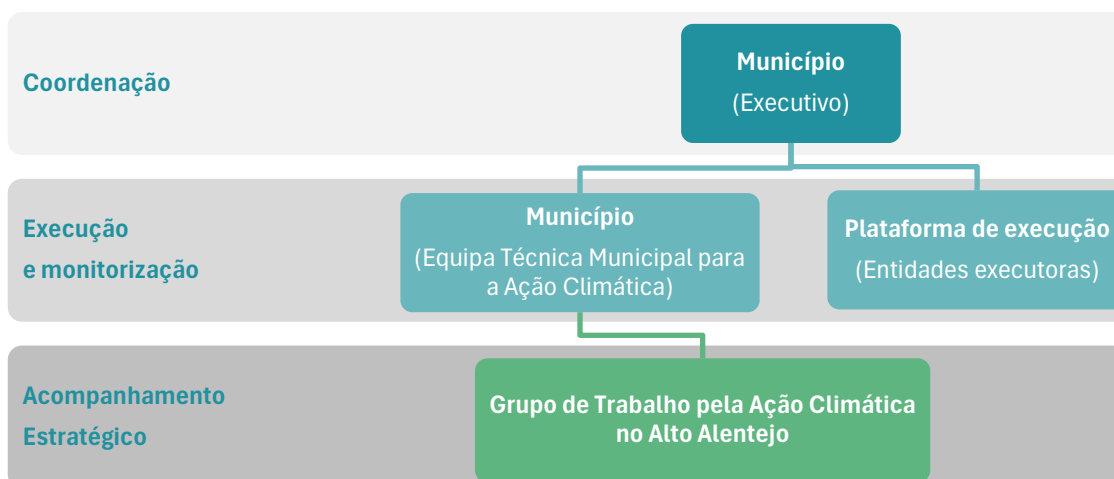 Coordenação
Município
(Executivo)
Execução
e monitorização
Município
(Equipa Técnica Municipal para
a Ação Climática)
Plataforma de execução
(Entidades executoras)
Acompanhamento
Estratégico
Grupo de Trabalho pela Ação Climática
no Alto Alentejo